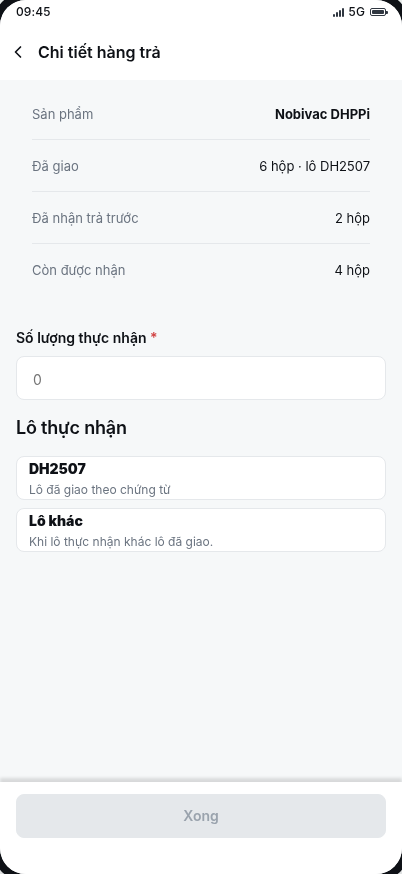 09:45 5G
Chi tiết hàng trả
Sản phẩm Nobivac DHPPi
Đã giao 6 hộp · lô DH2507
Đã nhận trả trước 2 hộp
Còn được nhận 4 hộp
Số lượng thực nhận *
0
Lô thực nhận
DH2507
Lô đã giao theo chứng từ
Lô khác
Khi lô thực nhận khác lô đã giao.
Xong